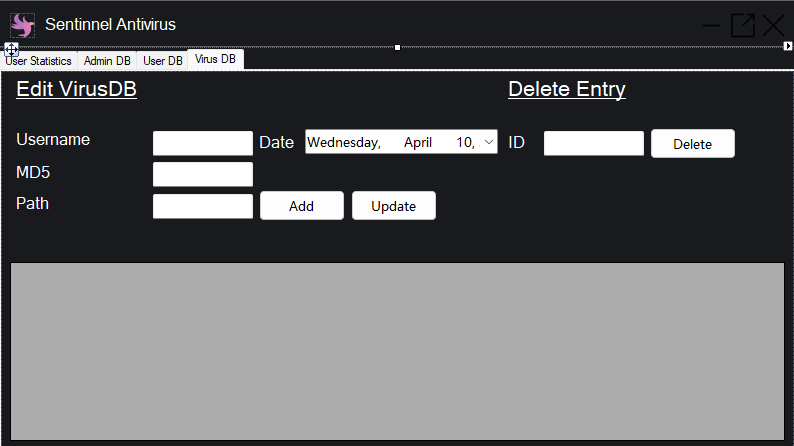 Sentinnel Antivirus
User Statistics Admin DB User DB Virus DB
Edit VirusDB Delete Entry
Username Date Wednesday, April 10, ID Delete
MD5
Path Add Update